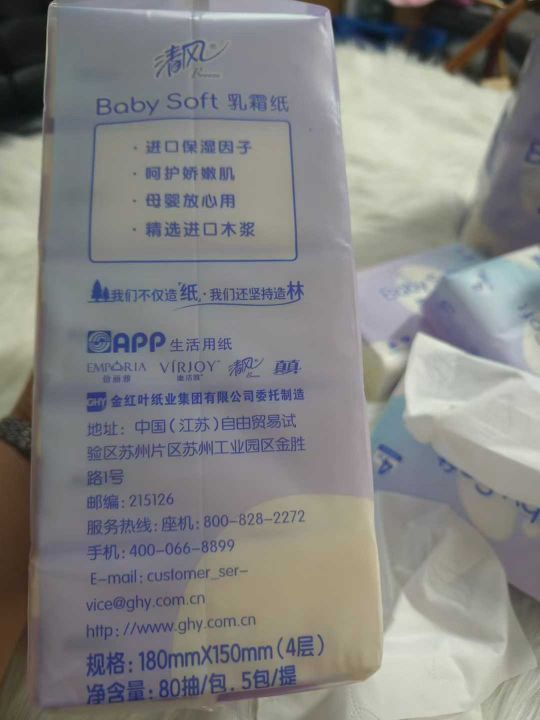 清风®
Breeze
Baby Soft 乳霜纸
· 进口保湿因子
· 呵护娇嫩肌
· 母婴放心用
· 精选进口木浆
我们不仅造纸·我们还坚持造林
APP 生活用纸
EMPORIA VIRJOY 清风 真真
唯洁雅
GHY 金红叶纸业集团有限公司委托制造
地址: 中国(江苏)自由贸易试
验区苏州片区苏州工业园区金胜
路1号
邮编: 215126
服务热线: 座机: 800-828-2272
手机: 400-066-8899
E-mail: customer_ser-
vice@ghy.com.cn
http://www.ghy.com.cn
规格: 180mmX150mm(4层)
净含量: 80抽/包, 5包/提
Baby